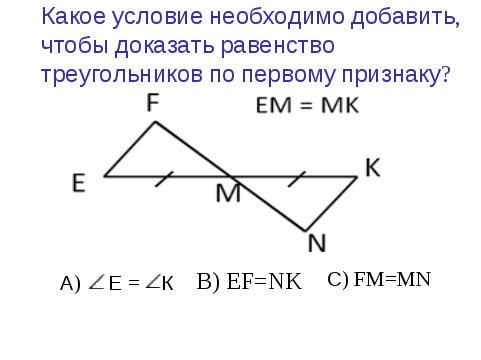 Какое условие необходимо добавить,
чтобы доказать равенство
треугольников по первому признаку?
F
EM = MK
E
M
K
N
А) ∠E = ∠К B) EF=NK С) FM=MN